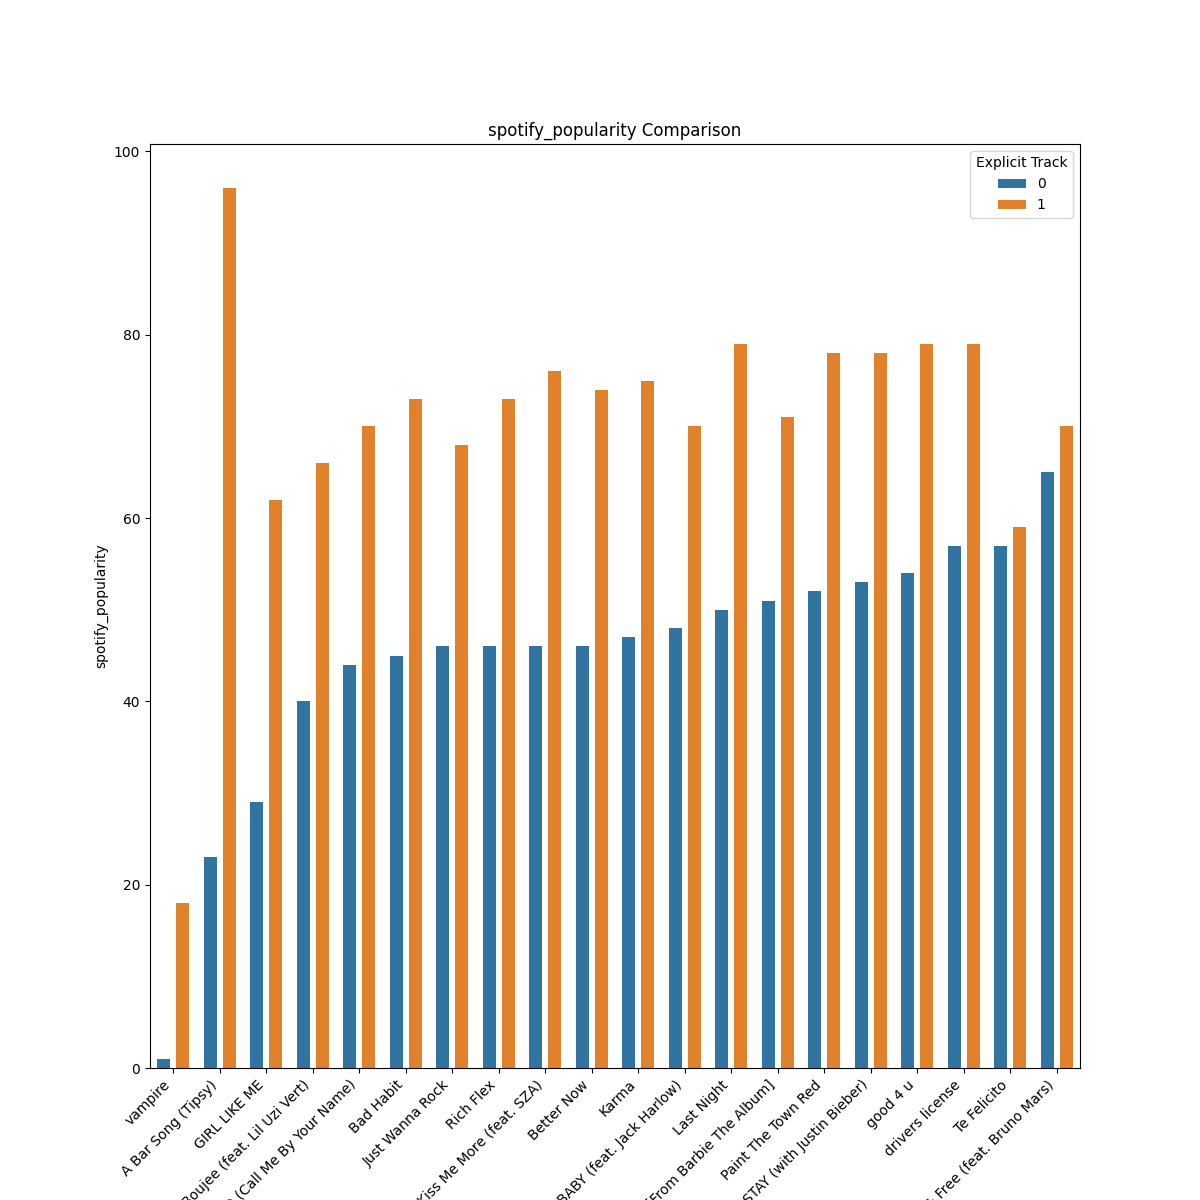 spotify_popularity Comparison
Explicit Track
0
1
spotify_popularity
100
80
60
40
20
0
vampire
A Bar Song (Tipsy)
GIRL LIKE ME
Boujee (feat. Lil Uzi Vert)
(Call Me By Your Name)
Bad Habit
Just Wanna Rock
Rich Flex
Kiss Me More (feat. SZA)
Better Now
Karma
BABY (feat. Jack Harlow)
Last Night
From Barbie The Album]
Paint The Town Red
STAY (with Justin Bieber)
good 4 u
drivers license
Te Felicito
Free (feat. Bruno Mars)